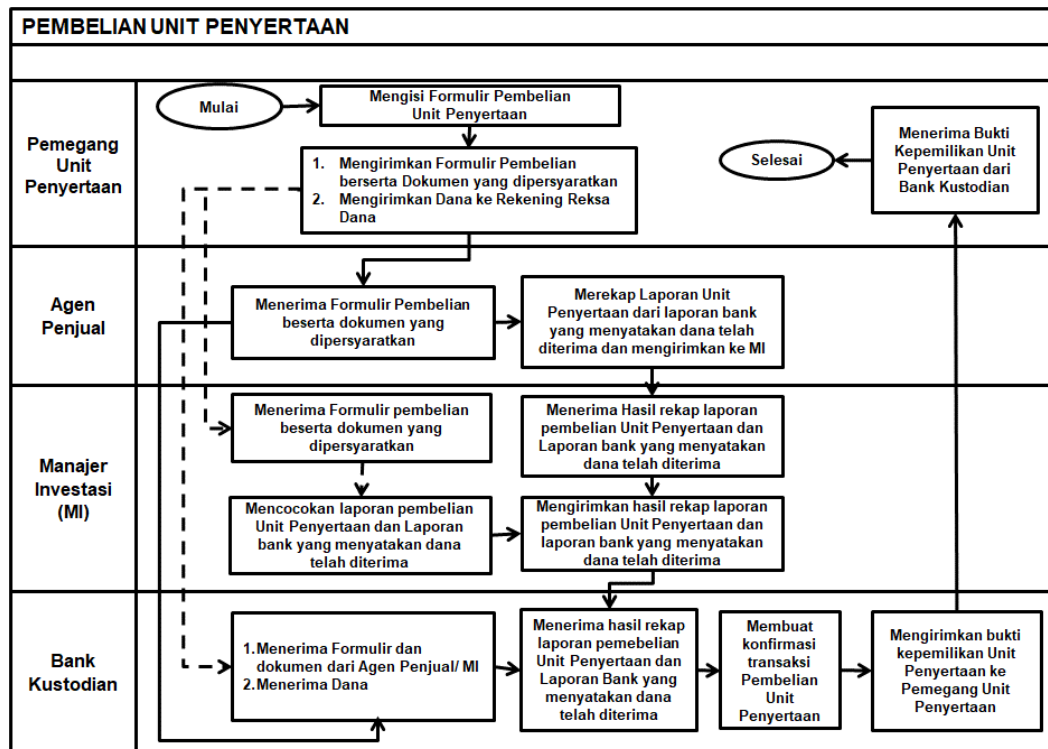 PEMBELIAN UNIT PENYERTAAN
Pemegang
Unit
Penyertaan
Mulai
Mengisi Formulir Pembelian
Unit Penyertaan
1. Mengirimkan Formulir Pembelian
berserta Dokumen yang dipersyaratkan
2. Mengirimkan Dana ke Rekening Reksa
Dana
Selesai
Menerima Bukti
Kepemilikan Unit
Penyertaan dari
Bank Kustodian
Agen
Penjual
Menerima Formulir Pembelian
beserta dokumen yang
dipersyaratkan
Merekap Laporan Unit
Penyertaan dari laporan bank
yang menyatakan dana telah
diterima dan mengirimkan ke MI
Manajer
Investasi
(MI)
Menerima Formulir pembelian
beserta dokumen yang
dipersyaratkan
Menerima Hasil rekap laporan
pembelian Unit Penyertaan dan
Laporan bank yang menyatakan
dana telah diterima
Mencocokan laporan pembelian
Unit Penyertaan dan Laporan
bank yang menyatakan dana
telah diterima
Mengirimkan hasil rekap laporan
pembelian Unit Penyertaan dan
laporan bank yang menyatakan
dana telah diterima
Bank
Kustodian
1.Menerima Formulir dan
dokumen dari Agen Penjual/ MI
2.Menerima Dana
Menerima hasil rekap
laporan pemebelian
Unit Penyertaan dan
Laporan Bank yang
menyatakan dana
telah diterima
Membuat
konfirmasi
transaksi
Pembelian
Unit
Penyertaan
Mengirimkan bukti
kepemilikan Unit
Penyertaan ke
Pemegang Unit
Penyertaan